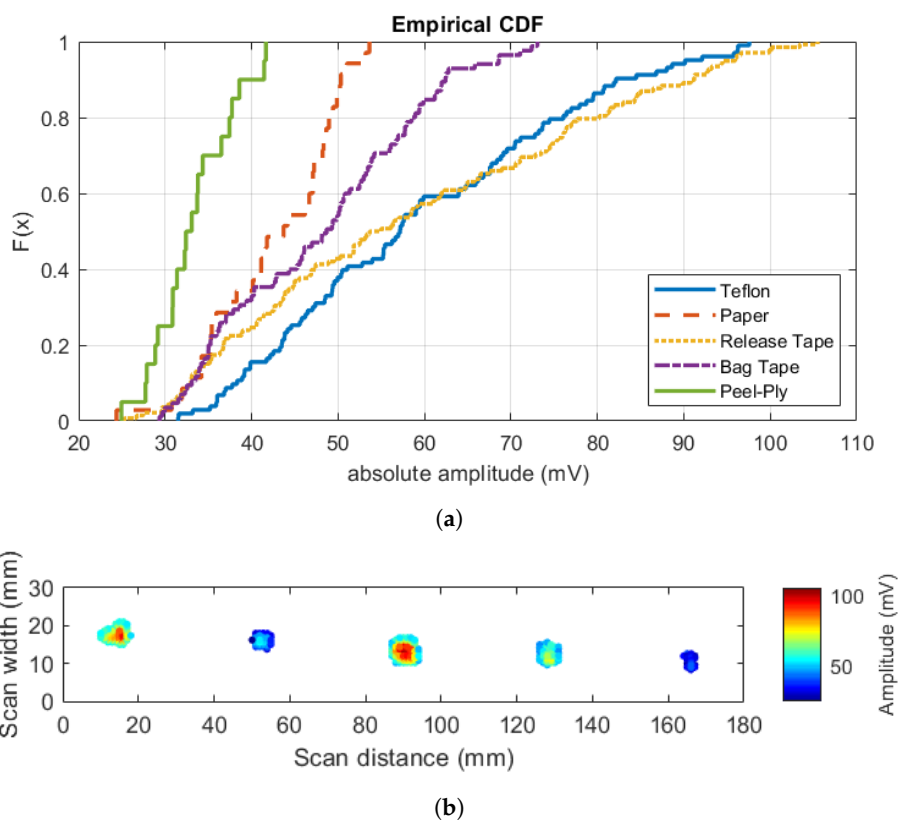 Empirical CDF
1
0.8
0.6
0.4
0.2
0
F(x)
Teflon
Paper
Release Tape
Bag Tape
Peel-Ply
20 30 40 50 60 70 80 90 100 110
absolute amplitude (mV)
(a)
30
20
10
0
Scan width (mm)
0 20 40 60 80 100 120 140 160 180
Scan distance (mm)
100
50
Amplitude (mV)
(b)